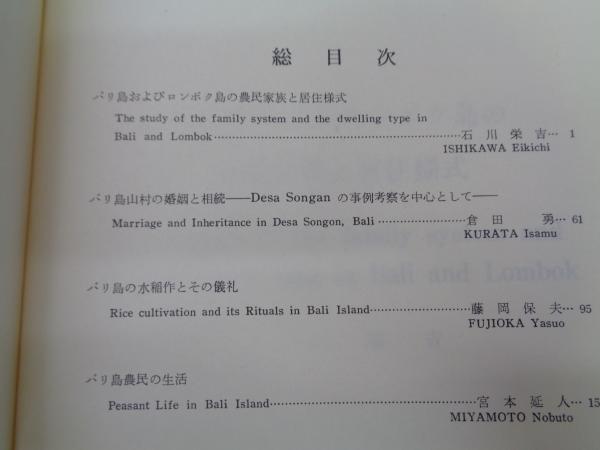 総目次
バリ島およびロンボク島の農民家族と居住様式
The study of the family system and the dwelling type in
Bali and Lombok……………………………………………………石川栄吉… 1
ISHIKAWA Eikichi
バリ島山村の婚姻と相続――Desa Songan の事例考察を中心として――
Marriage and Inheritance in Desa Songon, Bali……………………倉田 勇… 61
KURATA Isamu
バリ島の水稲作とその儀礼
Rice cultivation and its Rituals in Bali Island………………………藤岡保夫… 95
FUJIOKA Yasuo
バリ島農民の生活
Peasant Life in Bali Island……………………………………………宮本延人… 15
MIYAMOTO Nobuto